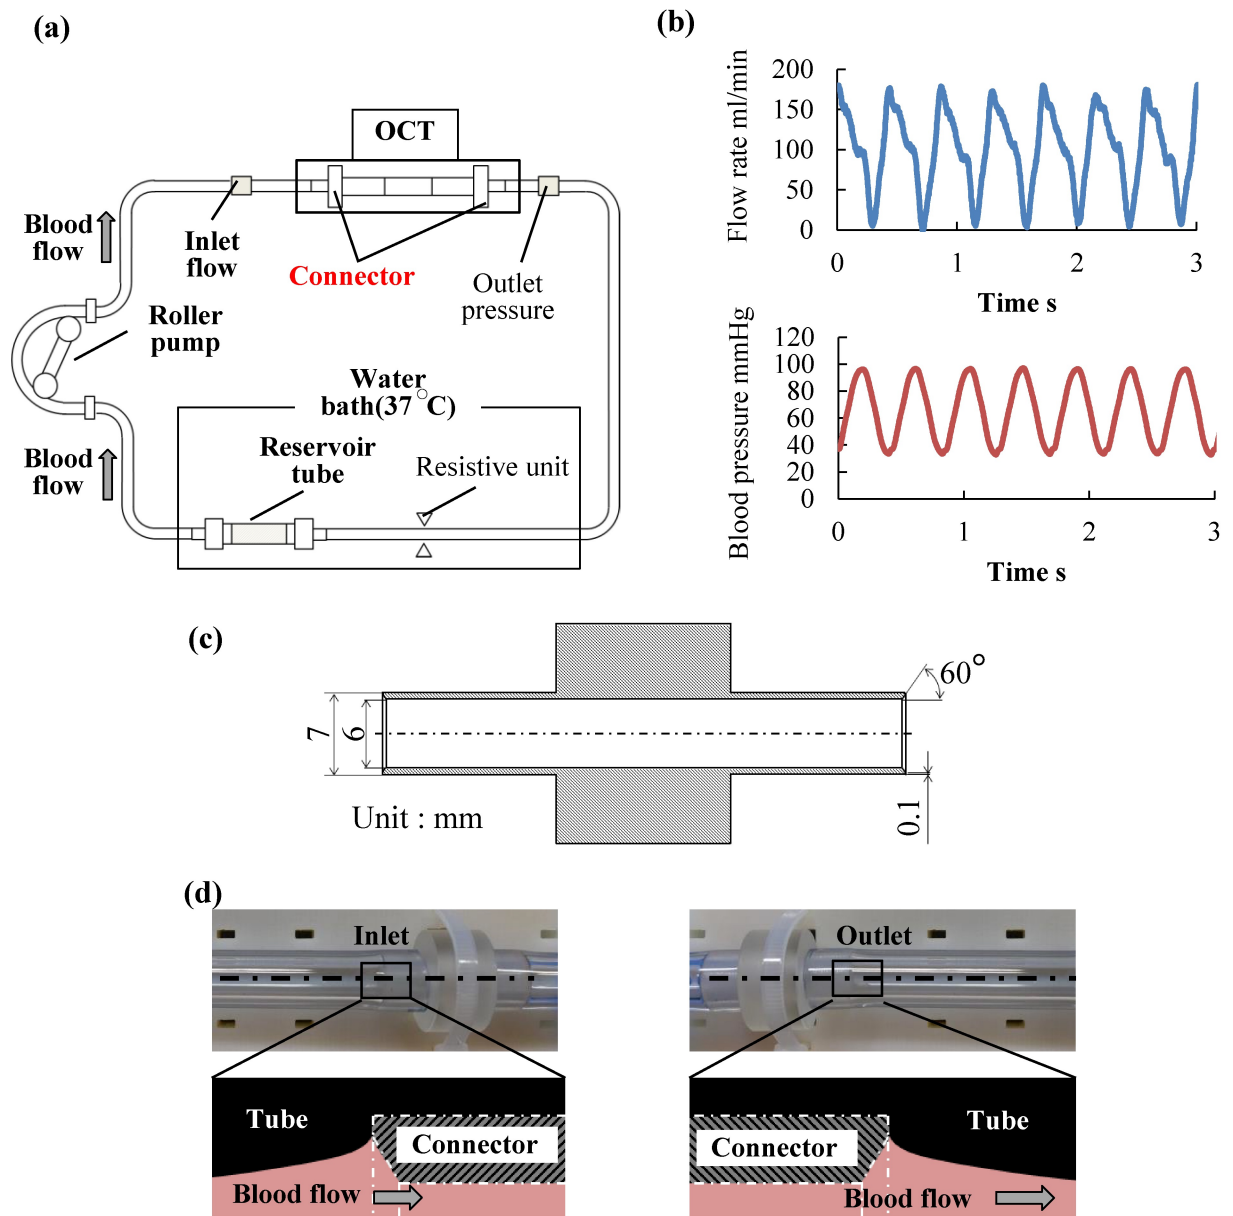 (a)
OCT
Blood
flow
Inlet
flow
Connector
Outlet
pressure
Roller
pump
Water
bath(37°C)
Blood
flow
Reservoir
tube
Resistive unit
(b)
Flow rate ml/min
200
150
100
50
0
0
1
2
3
Time s
Blood pressure mmHg
120
100
80
60
40
20
0
0
1
2
3
Time s
(c)
60°
7
6
0.1
Unit : mm
(d)
Inlet
Outlet
Tube
Connector
Blood flow
Tube
Connector
Blood flow